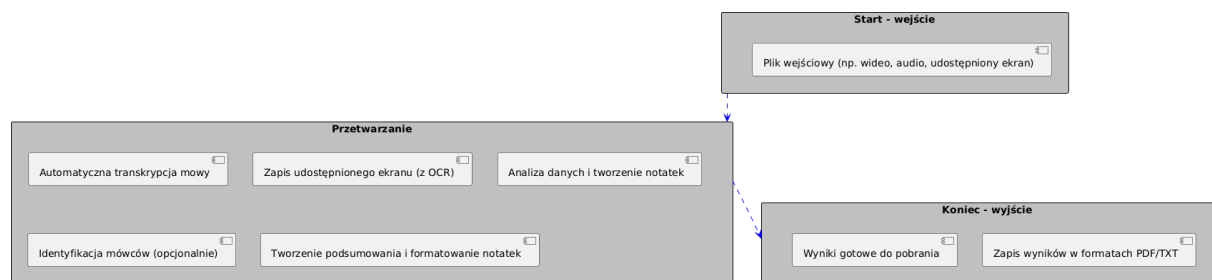 Start - wejście
Plik wejściowy (np. wideo, audio, udostępniony ekran)
Przetwarzanie
Automatyczna transkrypcja mowy
Zapis udostępnionego ekranu (z OCR)
Analiza danych i tworzenie notatek
Identyfikacja mówców (opcjonalnie)
Tworzenie podsumowania i formatowanie notatek
Koniec - wyjście
Wyniki gotowe do pobrania
Zapis wyników w formatach PDF/TXT